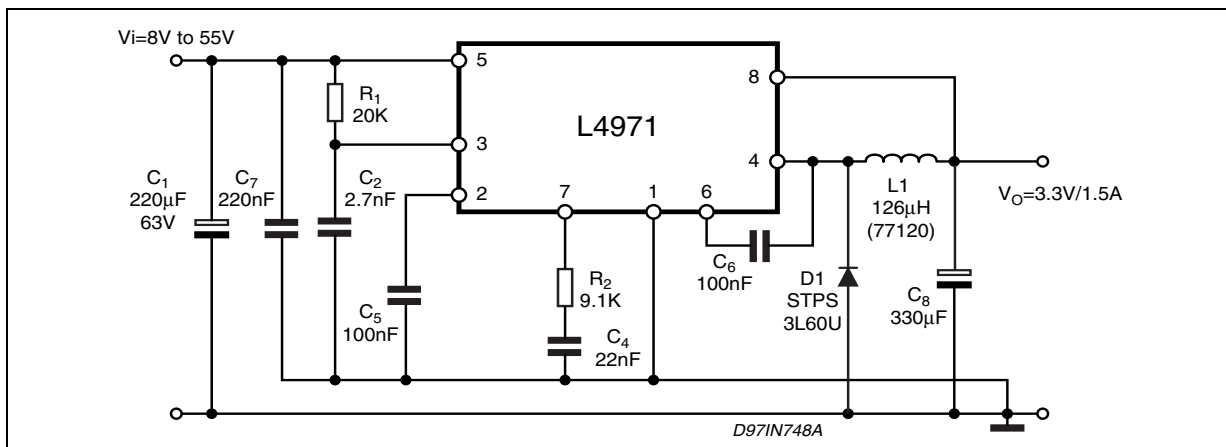 Vi=8V to 55V
5
8
R1
20K
L4971
3
4
C1
220μF
63V
C7
220nF
C2
2.7nF
2
7
1
6
L1
126μH
(77120)
VO=3.3V/1.5A
C6
100nF
R2
9.1K
D1
STPS
3L60U
C8
330μF
C5
100nF
C4
22nF
D97IN748A